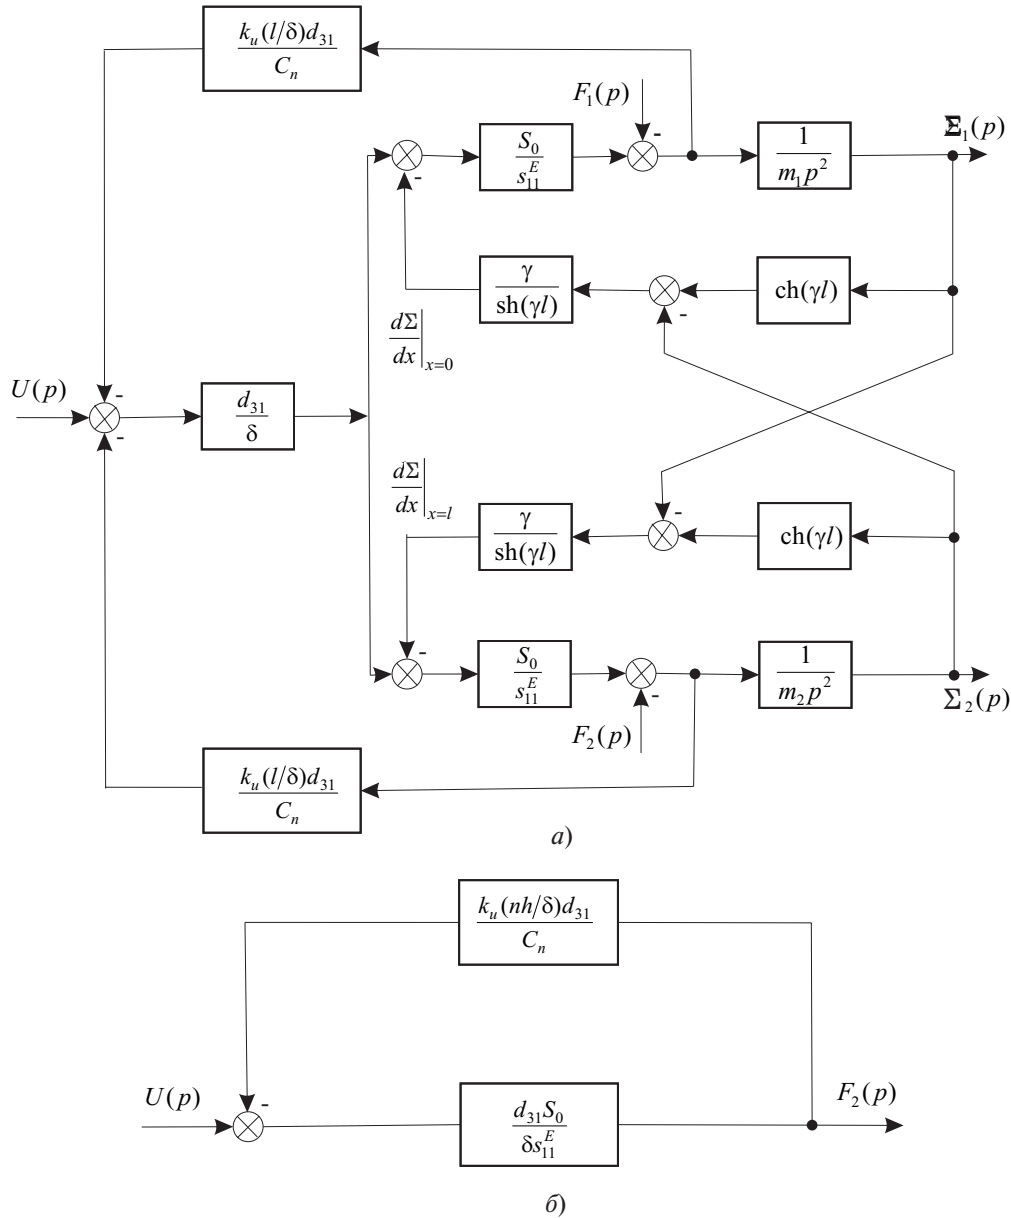 k_u(l/δ)d_31
C_n
F_1(p)
-
S_0
s_11^E
1
m_1p^2
Σ_1(p)
-
γ
sh(γl)
ch(γl)
-
dΣ
dx |x=0
U(p)
-
d_31
δ
-
dΣ
dx |x=l
-
γ
sh(γl)
ch(γl)
-
S_0
s_11^E
1
m_2p^2
-
F_2(p)
Σ_2(p)
k_u(l/δ)d_31
C_n
а)
k_u(nh/δ)d_31
C_n
U(p)
-
d_31S_0
δs_11^E
F_2(p)
б)